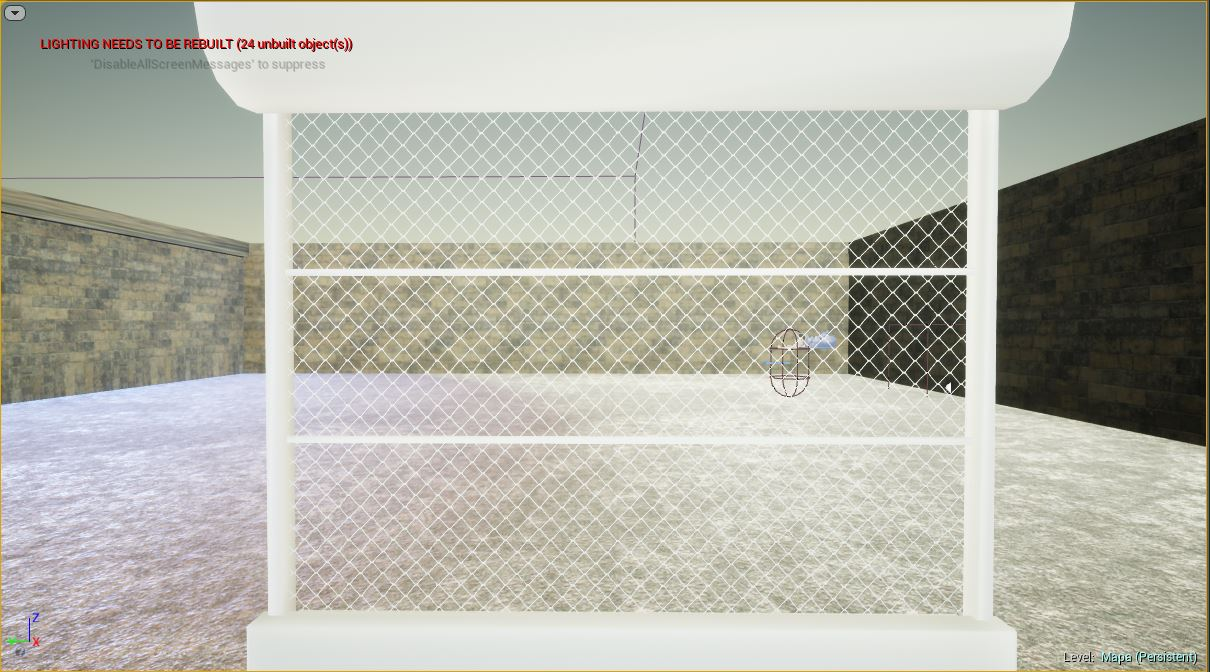 LIGHTING NEEDS TO BE REBUILT (24 unbuilt object(s))
'DisableAllScreenMessages' to suppress
Z
X
Level: Mapa (Persistent)